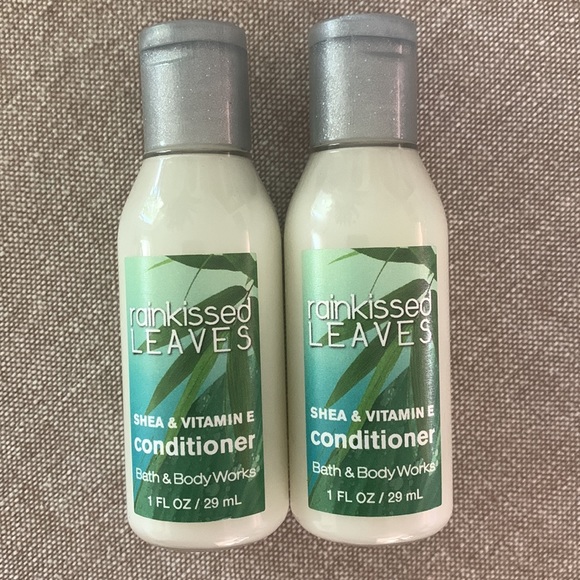 rainkissed
LEAVES
SHEA & VITAMIN E
conditioner
Bath & Body Works
1 FL OZ / 29 mL
rainkissed
LEAVES
SHEA & VITAMIN E
conditioner
Bath & Body Works
1 FL OZ / 29 mL